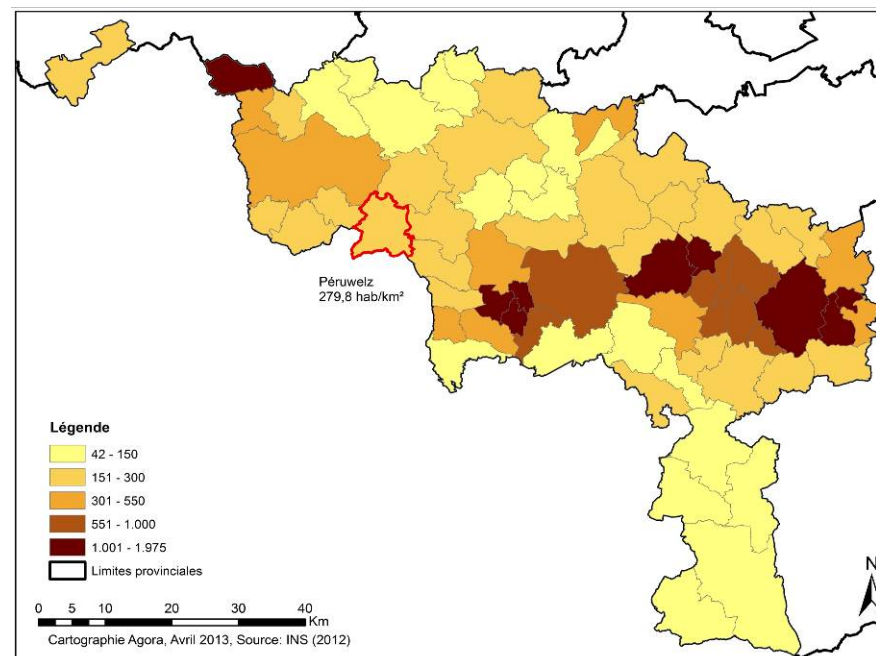 Péruwelz
279,8 hab/km²
Légende
42 - 150
151 - 300
301 - 550
551 - 1.000
1.001 - 1.975
Limites provinciales
0 5 10 20 30 40
Km
Cartographie Agora, Avril 2013, Source: INS (2012)
N